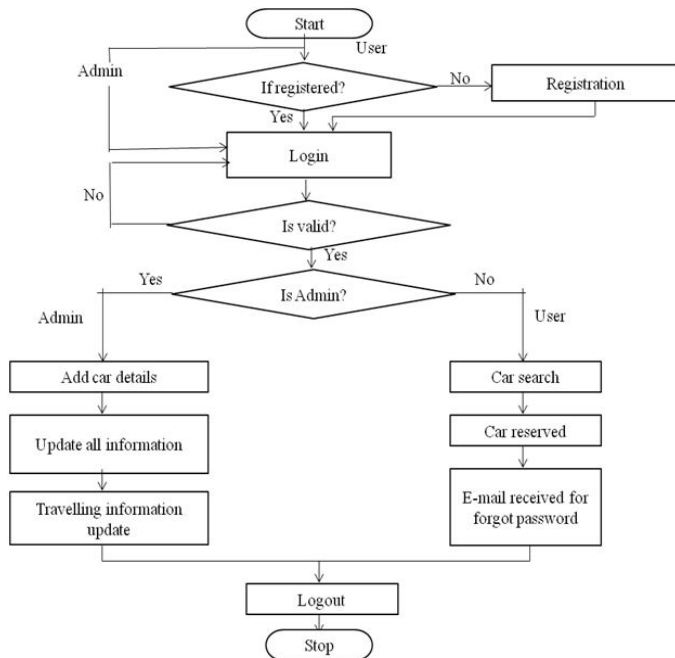 Start
User
Admin
If registered?
No
Registration
Yes
Login
No
Is valid?
Yes
Yes
Is Admin?
No
Admin
User
Add car details
Car search
Update all information
Car reserved
Travelling information
update
E-mail received for
forgot password
Logout
Stop